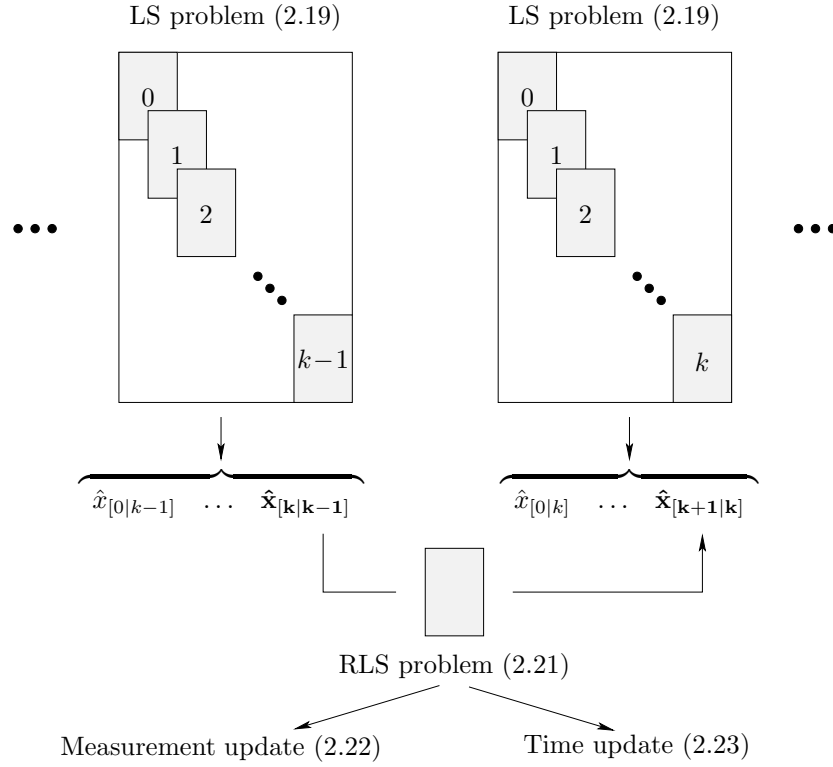 LS problem (2.19)
LS problem (2.19)
0
1
2
k−1
0
1
2
k
x̂[0|k−1] ... x̂[k|k−1]
x̂[0|k] ... x̂[k+1|k]
RLS problem (2.21)
Measurement update (2.22)
Time update (2.23)